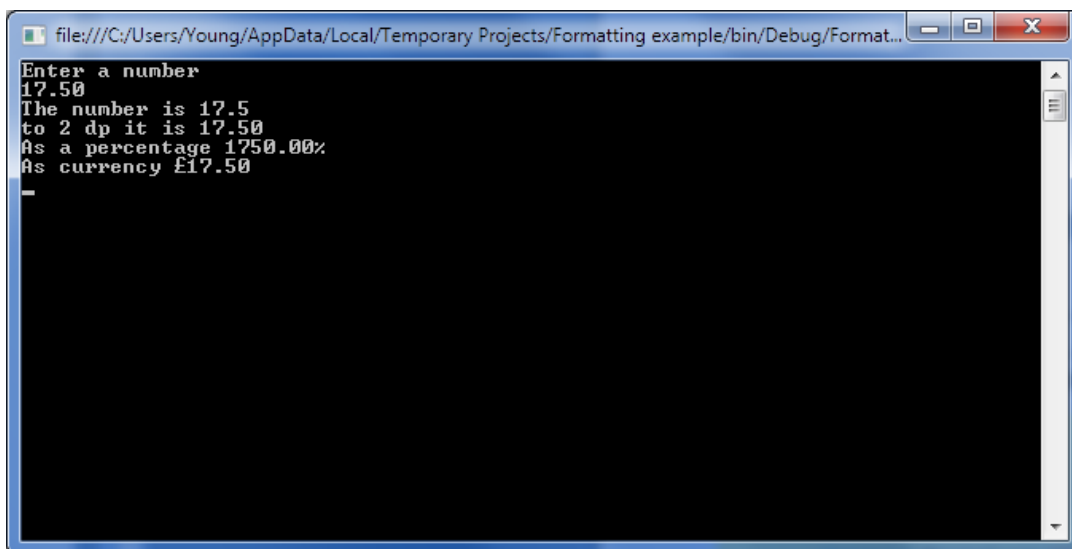 file:///C:/Users/Young/AppData/Local/Temporary Projects/Formatting example/bin/Debug/Format...
Enter a number
17.50
The number is 17.5
to 2 dp it is 17.50
As a percentage 1750.00%
As currency £17.50